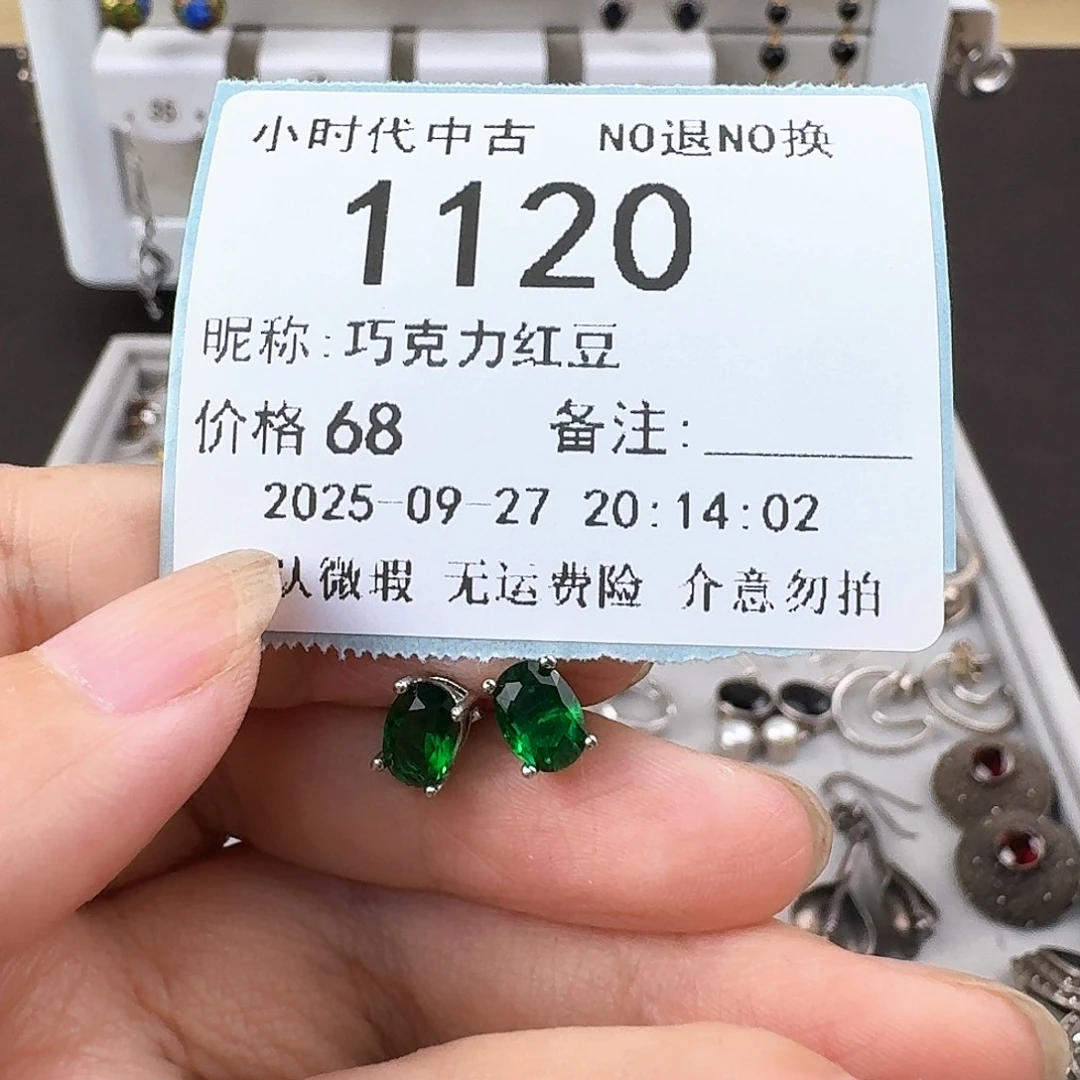 35
小时代中古 NO退NO换
1120
昵称:巧克力红豆
价格 68 备注:
2025-09-27 20:14:02
认微瑕 无运费险 介意勿拍